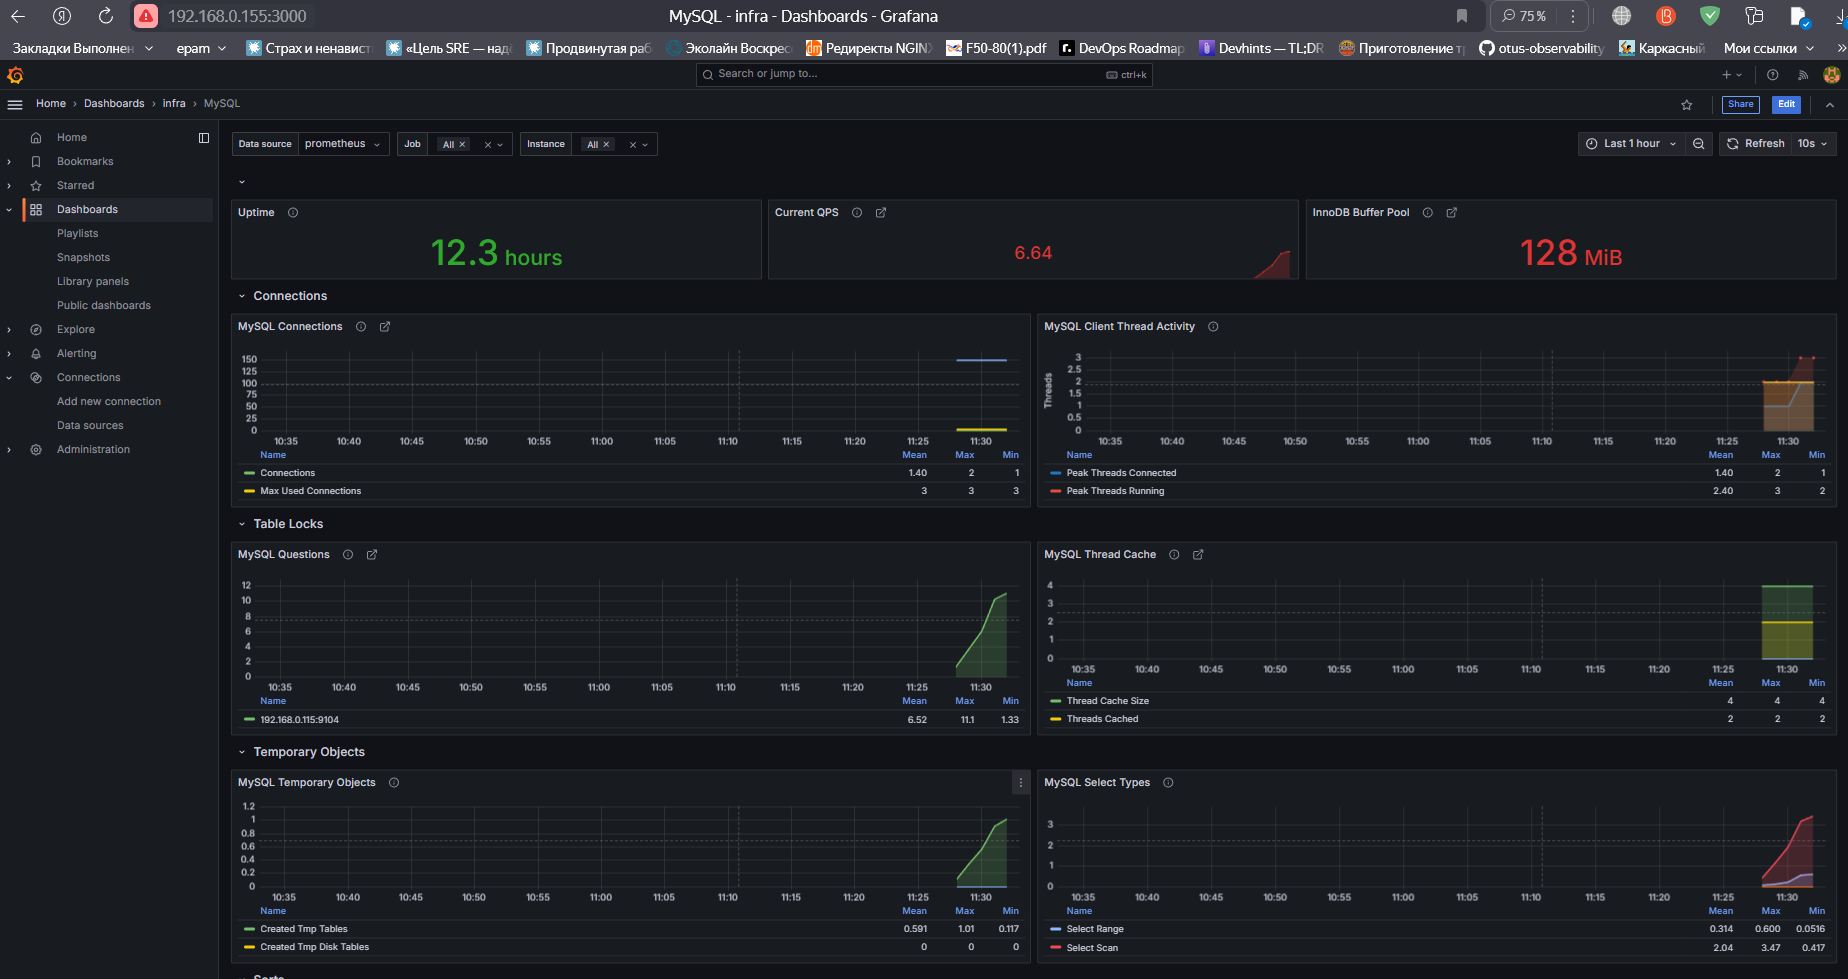 192.168.0.155:3000
MySQL - infra - Dashboards - Grafana
75%
Закладки Выполнен
epam
Страх и ненавист
«Цель SRE — надё
Продвинутая раб
Эколайн Воскрес
Редиректы NGINX
F50-80(1).pdf
DevOps Roadmap
Devhints — TL;DR
Приготовление т
otus-observability
Каркасный
Мои ссылки
Search or jump to...
ctrl+k
Home › Dashboards › infra › MySQL
Share
Edit
Home
Bookmarks
Starred
Dashboards
Playlists
Snapshots
Library panels
Public dashboards
Explore
Alerting
Connections
Add new connection
Data sources
Administration
Data source prometheus
Job All
Instance All
Last 1 hour
Refresh 10s
Uptime
12.3 hours
Current QPS
6.64
InnoDB Buffer Pool
128 MiB
Connections
MySQL Connections
150
125
100
75
50
25
0
10:35 10:40 10:45 10:50 10:55 11:00 11:05 11:10 11:15 11:20 11:25 11:30
Name Mean Max Min
Connections 1.40 2 1
Max Used Connections 3 3 3
MySQL Client Thread Activity
Threads
3
2.5
2
1.5
1
0.5
0
10:35 10:40 10:45 10:50 10:55 11:00 11:05 11:10 11:15 11:20 11:25 11:30
Name Mean Max Min
Peak Threads Connected 1.40 2 1
Peak Threads Running 2.40 3 2
Table Locks
MySQL Questions
12
10
8
6
4
2
0
10:35 10:40 10:45 10:50 10:55 11:00 11:05 11:10 11:15 11:20 11:25 11:30
Name Mean Max Min
192.168.0.115:9104 6.52 11.1 1.33
MySQL Thread Cache
4
3
2
1
0
10:35 10:40 10:45 10:50 10:55 11:00 11:05 11:10 11:15 11:20 11:25 11:30
Name Mean Max Min
Thread Cache Size 4 4 4
Threads Cached 2 2 2
Temporary Objects
MySQL Temporary Objects
1.2
1
0.8
0.6
0.4
0.2
0
10:35 10:40 10:45 10:50 10:55 11:00 11:05 11:10 11:15 11:20 11:25 11:30
Name Mean Max Min
Created Tmp Tables 0.591 1.01 0.117
Created Tmp Disk Tables 0 0 0
MySQL Select Types
3
2
1
0
10:35 10:40 10:45 10:50 10:55 11:00 11:05 11:10 11:15 11:20 11:25 11:30
Name Mean Max Min
Select Range 0.314 0.600 0.0516
Select Scan 2.04 3.47 0.417
Sorts